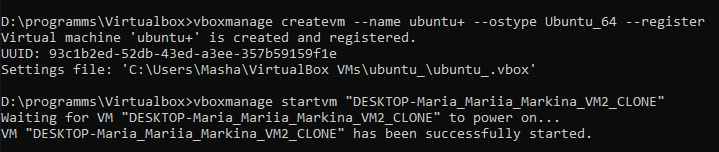 D:\programms\Virtualbox>vboxmanage createvm --name ubuntu+ --ostype Ubuntu_64 --register
Virtual machine 'ubuntu+' is created and registered.
UUID: 93c1b2ed-52db-43ed-a3ee-357b59159f1e
Settings file: 'C:\Users\Masha\VirtualBox VMs\ubuntu_\ubuntu_.vbox'
D:\programms\Virtualbox>vboxmanage startvm "DESKTOP-Maria_Mariia_Markina_VM2_CLONE"
Waiting for VM "DESKTOP-Maria_Mariia_Markina_VM2_CLONE" to power on...
VM "DESKTOP-Maria_Mariia_Markina_VM2_CLONE" has been successfully started.